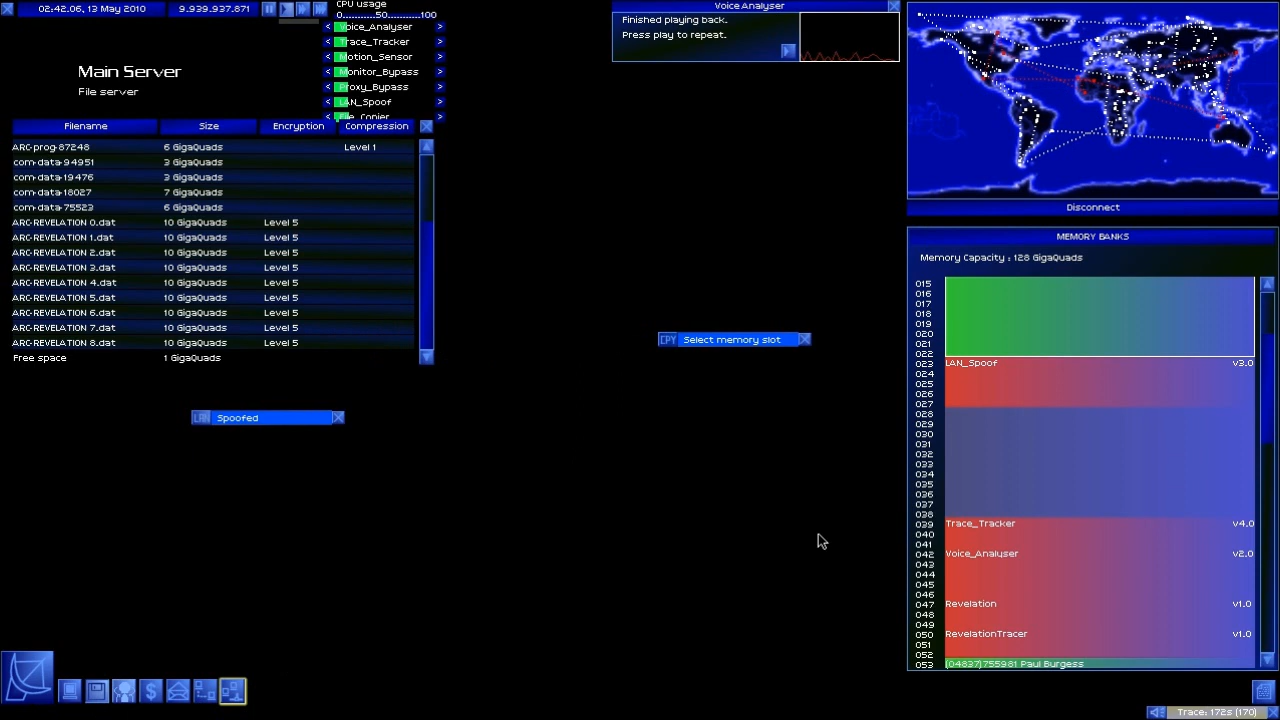 02:42.06, 13 May 2010
9.939.937.871
CPU usage
0..........50.........100
Voice_Analyser
Trace_Tracker
Motion_Sensor
Monitor_Bypass
Proxy_Bypass
LAN_Spoof
File_Copier
Main Server
File server
Filename Size Encryption Compression
ARC-prog-87248 6 GigaQuads Level 1
com-data-94951 3 GigaQuads
com-data-19476 3 GigaQuads
com-data-18027 7 GigaQuads
com-data-75523 6 GigaQuads
ARC-REVELATION 0.dat 10 GigaQuads Level 5
ARC-REVELATION 1.dat 10 GigaQuads Level 5
ARC-REVELATION 2.dat 10 GigaQuads Level 5
ARC-REVELATION 3.dat 10 GigaQuads Level 5
ARC-REVELATION 4.dat 10 GigaQuads Level 5
ARC-REVELATION 5.dat 10 GigaQuads Level 5
ARC-REVELATION 6.dat 10 GigaQuads Level 5
ARC-REVELATION 7.dat 10 GigaQuads Level 5
ARC-REVELATION 8.dat 10 GigaQuads Level 5
Free space 1 GigaQuads
LAN Spoofed
Voice Analyser
Finished playing back.
Press play to repeat.
CPY Select memory slot
Disconnect
MEMORY BANKS
Memory Capacity : 128 GigaQuads
015
016
017
018
019
020
021
022
023 LAN_Spoof v3.0
024
025
026
027
028
029
030
031
032
033
034
035
036
037
038
039 Trace_Tracker v4.0
040
041
042 Voice_Analyser v2.0
043
044
045
046
047 Revelation v1.0
048
049
050 RevelationTracer v1.0
051
052
053 (04837)755981 Paul Burgess
$
Trace: 172s (170)